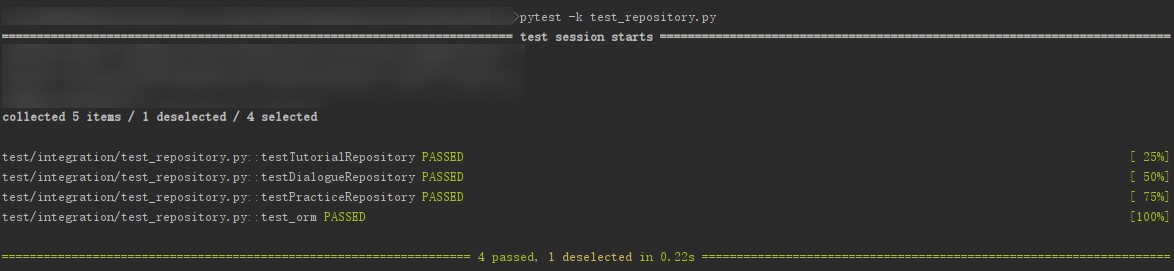 >pytest -k test_repository.py
============================= test session starts =============================
collected 5 items / 1 deselected / 4 selected
test/integration/test_repository.py::testTutorialRepository PASSED [ 25%]
test/integration/test_repository.py::testDialogueRepository PASSED [ 50%]
test/integration/test_repository.py::testPracticeRepository PASSED [ 75%]
test/integration/test_repository.py::test_orm PASSED [100%]
======================= 4 passed, 1 deselected in 0.22s =======================